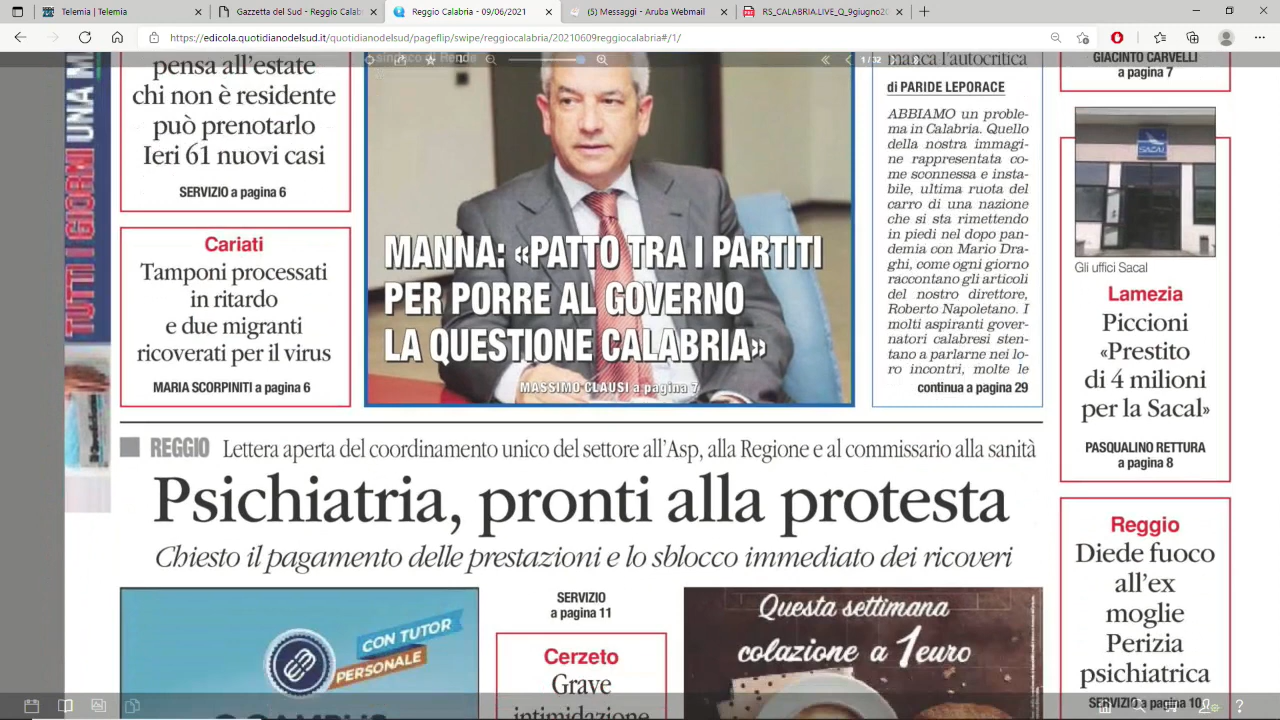 Telemia | Telemia
Gazzetta del Sud - Reggio Calab
Reggio Calabria - 09/06/2021
(5) Messaggi - Aruba Webmail
RS_CALABRIA.LIVE_Q_9giugno20
https://edicola.quotidianodelsud.it/quotidianodelsud/pageflip/swipe/reggiocalabria/20210609reggiocalabria#/1/
1 / 32
TUTTI I GIORNI UNA M
pensa all'estate
chi non è residente
può prenotarlo
Ieri 61 nuovi casi
SERVIZIO a pagina 6
Cariati
Tamponi processati
in ritardo
e due migranti
ricoverati per il virus
MARIA SCORPINITI a pagina 6
sindaco di Rende
MANNA: «PATTO TRA I PARTITI
PER PORRE AL GOVERNO
LA QUESTIONE CALABRIA»
MASSIMO CLAUSI a pagina 7
manca l'autocritica
di PARIDE LEPORACE
ABBIAMO un proble-
ma in Calabria. Quello
della nostra immagi-
ne rappresentata co-
me sconnessa e insta-
bile, ultima ruota del
carro di una nazione
che si sta rimettendo
in piedi nel dopo pan-
demia con Mario Dra-
ghi, come ogni giorno
raccontano gli articoli
del nostro direttore,
Roberto Napoletano. I
molti aspiranti gover-
natori calabresi sten-
tano a parlarne nei lo-
ro incontri, molte le
continua a pagina 29
GIACINTO CARVELLI
a pagina 7
SACAL
Gli uffici Sacal
Lamezia
Piccioni
«Prestito
di 4 milioni
per la Sacal»
PASQUALINO RETTURA
a pagina 8
REGGIO Lettera aperta del coordinamento unico del settore all'Asp, alla Regione e al commissario alla sanità
Psichiatria, pronti alla protesta
Chiesto il pagamento delle prestazioni e lo sblocco immediato dei ricoveri
CON TUTOR
PERSONALE
SERVIZIO
a pagina 11
Cerzeto
Grave
intimidazione
Questa settimana
colazione a 1euro
Reggio
Diede fuoco
all'ex
moglie
Perizia
psichiatrica
SERVIZIO a pagina 10